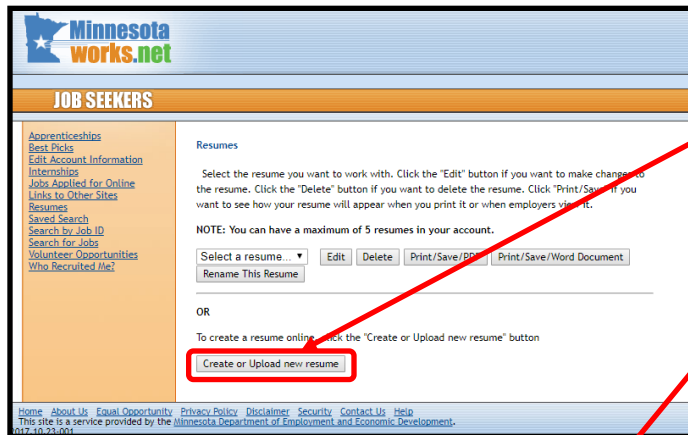 Minnesota
works.net
JOB SEEKERS
Apprenticeships
Best Picks
Edit Account Information
Internships
Jobs Applied for Online
Links to Other Sites
Resumes
Saved Search
Search by Job ID
Search for Jobs
Volunteer Opportunities
Who Recruited Me?
Resumes
Select the resume you want to work with. Click the "Edit" button if you want to make changes to
the resume. Click the "Delete" button if you want to delete the resume. Click "Print/Save" if you
want to see how your resume will appear when you print it or when employers view it.
NOTE: You can have a maximum of 5 resumes in your account.
Select a resume... Edit Delete Print/Save/PDF Print/Save/Word Document
Rename This Resume
OR
To create a resume online, click the "Create or Upload new resume" button
Create or Upload new resume
Home About Us Equal Opportunity Privacy Policy Disclaimer Security Contact Us Help
This site is a service provided by the Minnesota Department of Employment and Economic Development.
2017.10.23-001